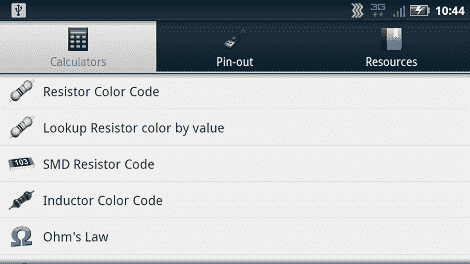 3G 10:44
Calculators Pin-out Resources
Resistor Color Code
Lookup Resistor color by value
103 SMD Resistor Code
Inductor Color Code
Ω Ohm's Law